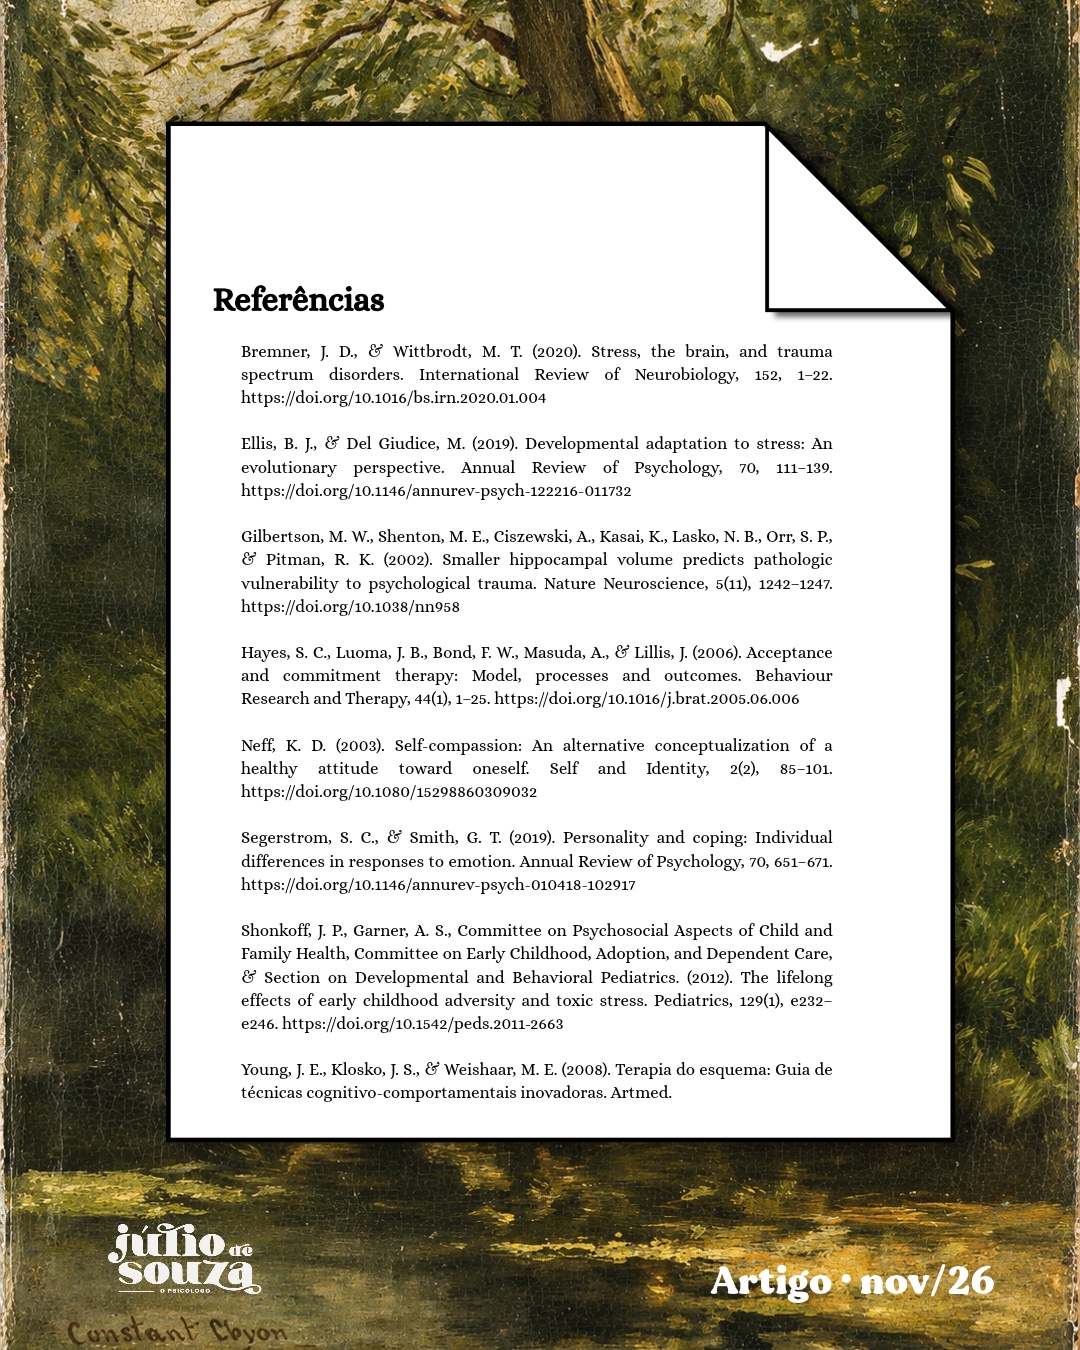 Referências
Bremner, J. D., & Wittbrodt, M. T. (2020). Stress, the brain, and trauma
spectrum disorders. International Review of Neurobiology, 152, 1–22.
https://doi.org/10.1016/bs.irn.2020.01.004
Ellis, B. J., & Del Giudice, M. (2019). Developmental adaptation to stress: An
evolutionary perspective. Annual Review of Psychology, 70, 111–139.
https://doi.org/10.1146/annurev-psych-122216-011732
Gilbertson, M. W., Shenton, M. E., Ciszewski, A., Kasai, K., Lasko, N. B., Orr, S. P.,
& Pitman, R. K. (2002). Smaller hippocampal volume predicts pathologic
vulnerability to psychological trauma. Nature Neuroscience, 5(11), 1242–1247.
https://doi.org/10.1038/nn958
Hayes, S. C., Luoma, J. B., Bond, F. W., Masuda, A., & Lillis, J. (2006). Acceptance
and commitment therapy: Model, processes and outcomes. Behaviour
Research and Therapy, 44(1), 1–25. https://doi.org/10.1016/j.brat.2005.06.006
Neff, K. D. (2003). Self-compassion: An alternative conceptualization of a
healthy attitude toward oneself. Self and Identity, 2(2), 85–101.
https://doi.org/10.1080/15298860309032
Segerstrom, S. C., & Smith, G. T. (2019). Personality and coping: Individual
differences in responses to emotion. Annual Review of Psychology, 70, 651–671.
https://doi.org/10.1146/annurev-psych-010418-102917
Shonkoff, J. P., Garner, A. S., Committee on Psychosocial Aspects of Child and
Family Health, Committee on Early Childhood, Adoption, and Dependent Care,
& Section on Developmental and Behavioral Pediatrics. (2012). The lifelong
effects of early childhood adversity and toxic stress. Pediatrics, 129(1), e232–
e246. https://doi.org/10.1542/peds.2011-2663
Young, J. E., Klosko, J. S., & Weishaar, M. E. (2008). Terapia do esquema: Guia de
técnicas cognitivo-comportamentais inovadoras. Artmed.
júlio de
souza
O PSICÓLOGO
Artigo • nov/26
Constant